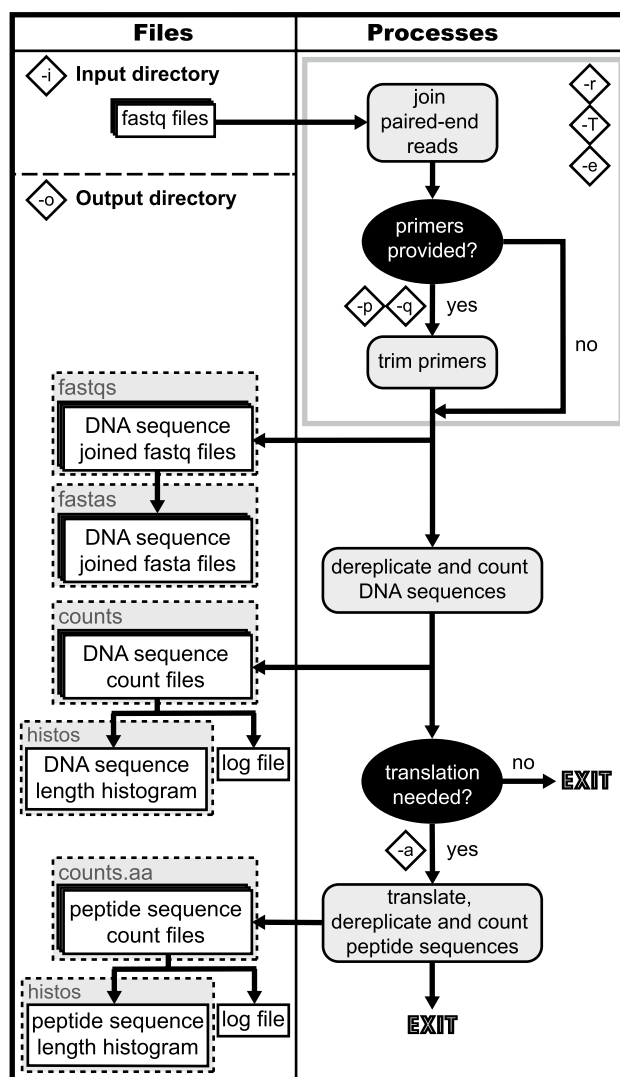 Files
Processes
-i Input directory
fastq files
join
paired-end
reads
-r
-T
-e
-o Output directory
primers
provided?
-p -q yes
no
trim primers
fastqs
DNA sequence
joined fastq files
fastas
DNA sequence
joined fasta files
dereplicate and count
DNA sequences
counts
DNA sequence
count files
histos
DNA sequence
length histogram
log file
translation
needed?
no
EXIT
-a yes
counts.aa
peptide sequence
count files
translate,
dereplicate and count
peptide sequences
histos
peptide sequence
length histogram
log file
EXIT